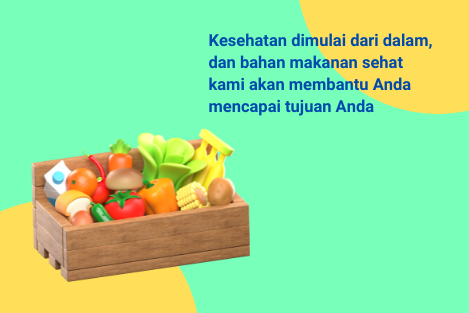 Kesehatan dimulai dari dalam,
dan bahan makanan sehat
kami akan membantu Anda
mencapai tujuan Anda